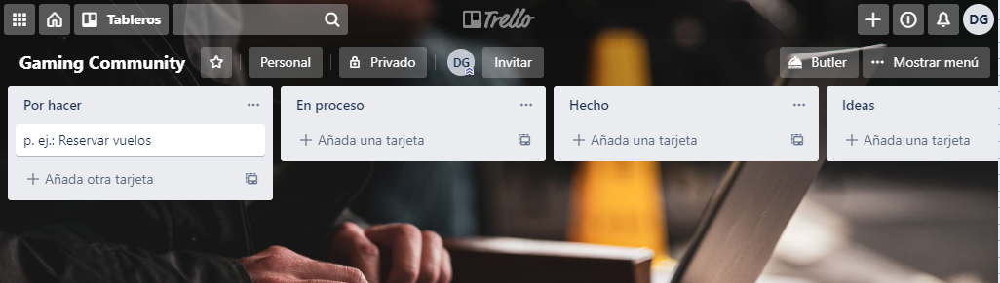 Tableros
Trello
DG
Gaming Community
Personal
Privado
DG
Invitar
Butler
Mostrar menú
Por hacer
p. ej.: Reservar vuelos
Añada otra tarjeta
En proceso
Añada una tarjeta
Hecho
Añada una tarjeta
Ideas
Añada una tarjeta